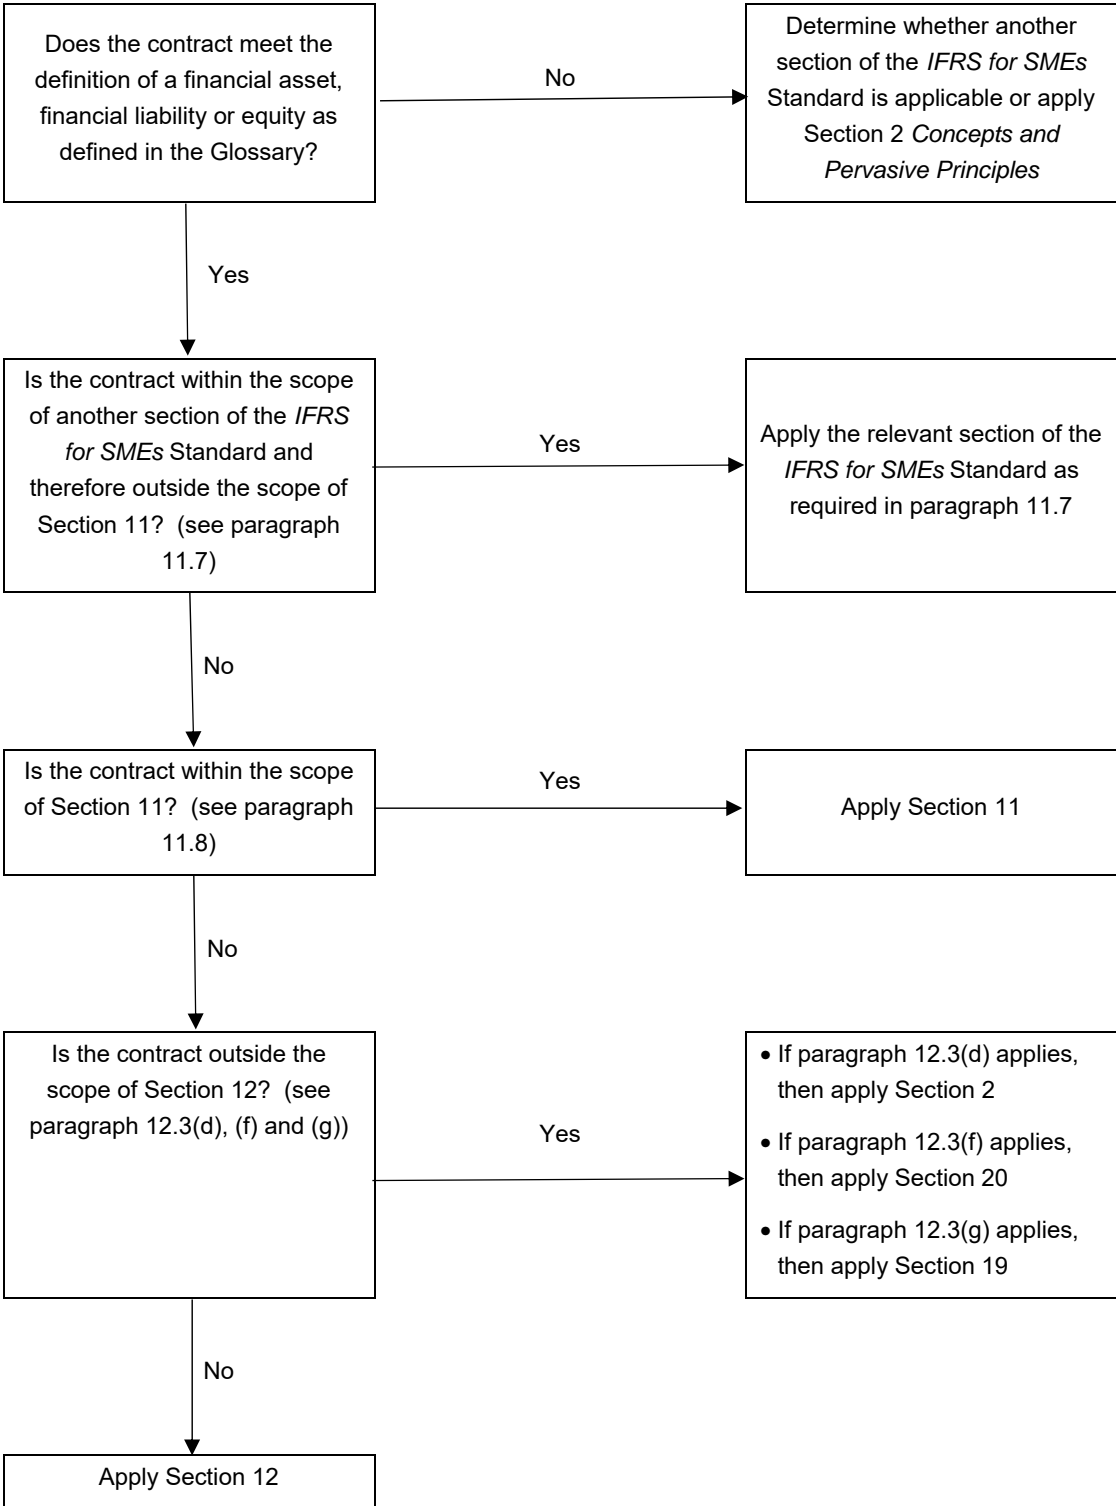 Does the contract meet the
definition of a financial asset,
financial liability or equity as
defined in the Glossary?
No
Determine whether another
section of the IFRS for SMEs
Standard is applicable or apply
Section 2 Concepts and
Pervasive Principles
Yes
Is the contract within the scope
of another section of the IFRS
for SMEs Standard and
therefore outside the scope of
Section 11?  (see paragraph
11.7)
Yes
Apply the relevant section of the
IFRS for SMEs Standard as
required in paragraph 11.7
No
Is the contract within the scope
of Section 11?  (see paragraph
11.8)
Yes
Apply Section 11
No
Is the contract outside the
scope of Section 12?  (see
paragraph 12.3(d), (f) and (g))
Yes
• If paragraph 12.3(d) applies,
then apply Section 2
• If paragraph 12.3(f) applies,
then apply Section 20
• If paragraph 12.3(g) applies,
then apply Section 19
No
Apply Section 12